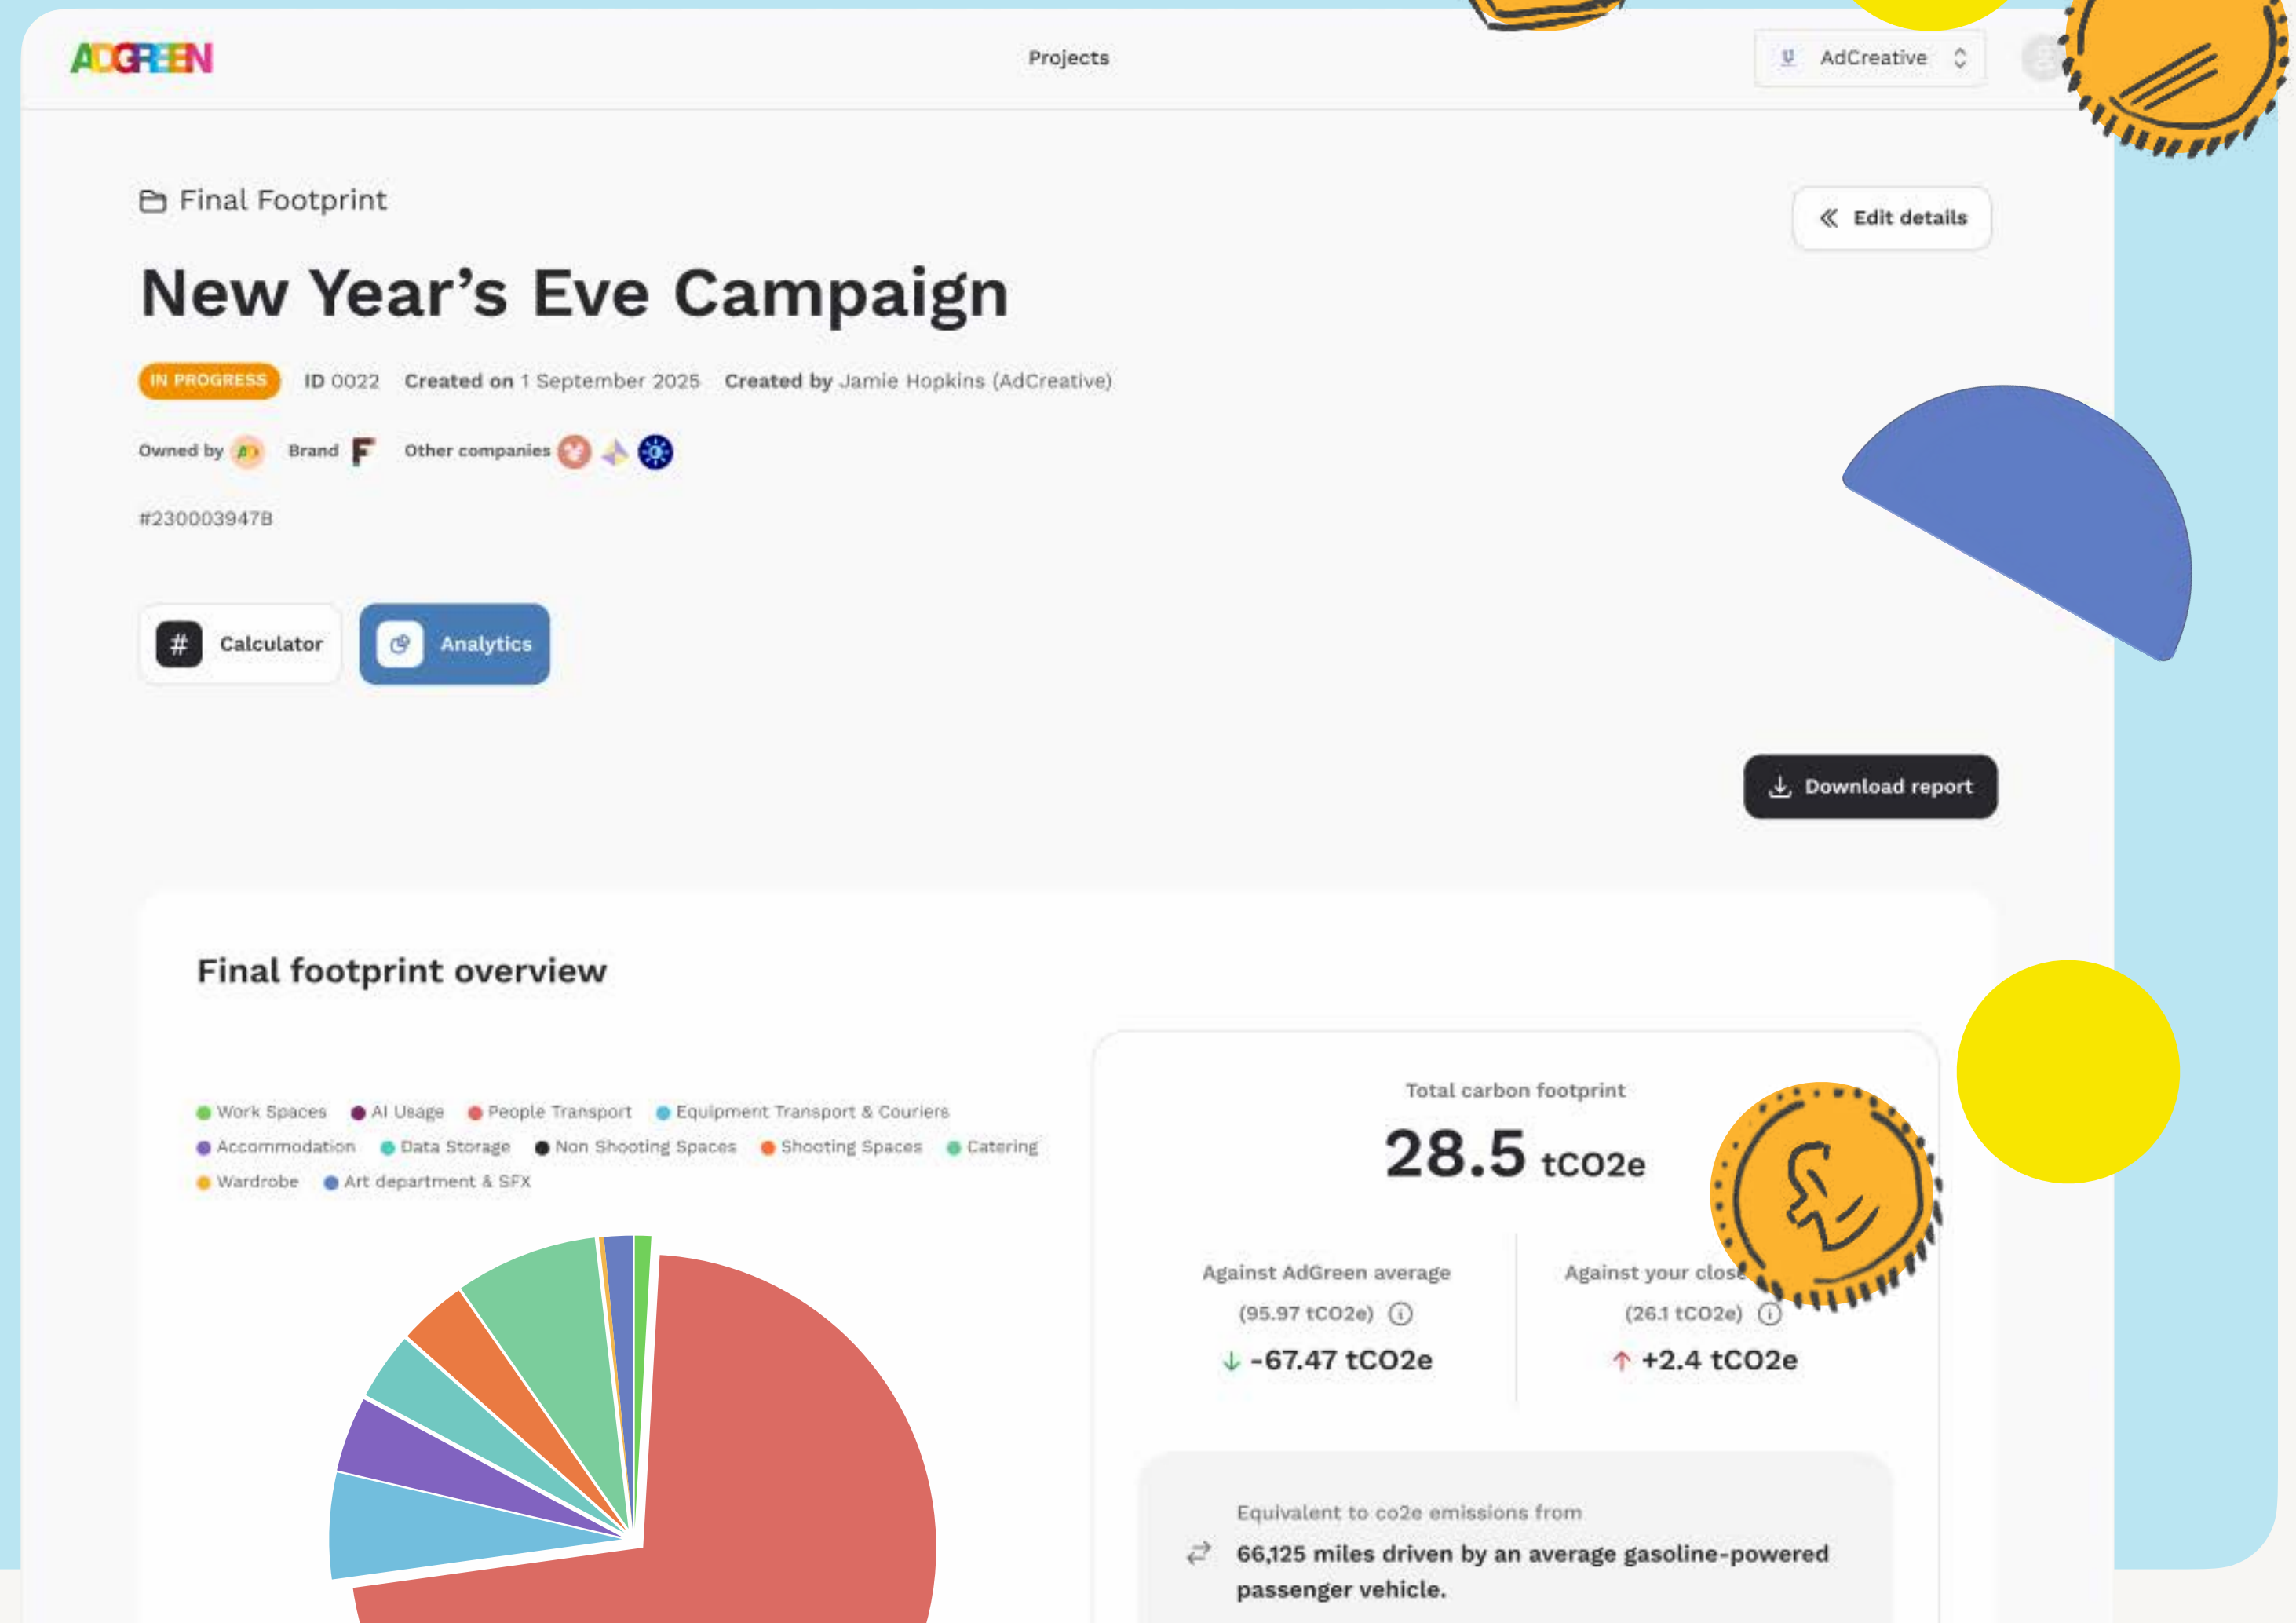 ADGREEN
Projects
AdCreative
Final Footprint
Edit details
New Year’s Eve Campaign
IN PROGRESS ID 0022 Created on 1 September 2025 Created by Jamie Hopkins (AdCreative)
Owned by Brand F Other companies
#230003947B
# Calculator
Analytics
Download report
Final footprint overview
Work Spaces AI Usage People Transport Equipment Transport & Couriers
Accommodation Data Storage Non Shooting Spaces Shooting Spaces Catering
Wardrobe Art department & SFX
Total carbon footprint
28.5 tCO2e
£
Against AdGreen average
(95.97 tCO2e)
-67.47 tCO2e
Against your close
(26.1 tCO2e)
+2.4 tCO2e
Equivalent to co2e emissions from
66,125 miles driven by an average gasoline-powered
passenger vehicle.